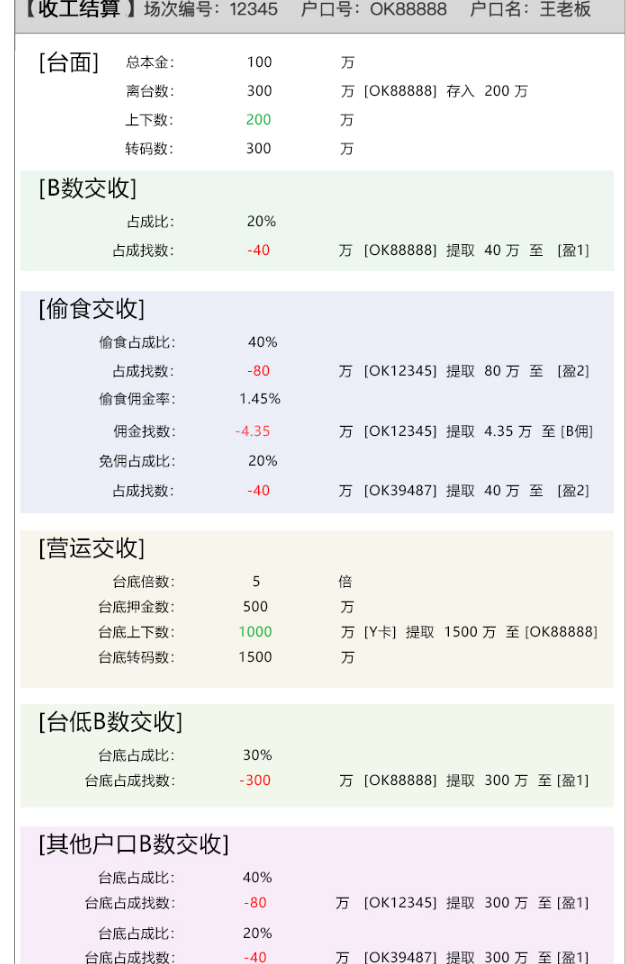 【收工结算 】场次编号：12345 户口号：OK88888 户口名：王老板
[台面] 总本金： 100 万
离台数： 300 万 [OK88888] 存入 200 万
上下数： 200 万
转码数： 300 万
[B数交收]
占成比： 20%
占成找数： -40 万 [OK88888] 提取 40 万 至 [盈1]
[偷食交收]
偷食占成比： 40%
占成找数： -80 万 [OK12345] 提取 80 万 至 [盈2]
偷食佣金率： 1.45%
佣金找数： -4.35 万 [OK12345] 提取 4.35 万 至 [B佣]
免佣占成比： 20%
占成找数： -40 万 [OK39487] 提取 40 万 至 [盈2]
[营运交收]
台底倍数： 5 倍
台底押金数： 500 万
台底上下数： 1000 万 [Y卡] 提取 1500 万 至 [OK88888]
台底转码数： 1500 万
[台低B数交收]
台底占成比： 30%
台底占成找数： -300 万 [OK88888] 提取 300 万 至 [盈1]
[其他户口B数交收]
台底占成比： 40%
台底占成找数： -80 万 [OK12345] 提取 300 万 至 [盈1]
台底占成比： 20%
台底占成找数： -40 万 [OK39487] 提取 300 万 至 [盈1]